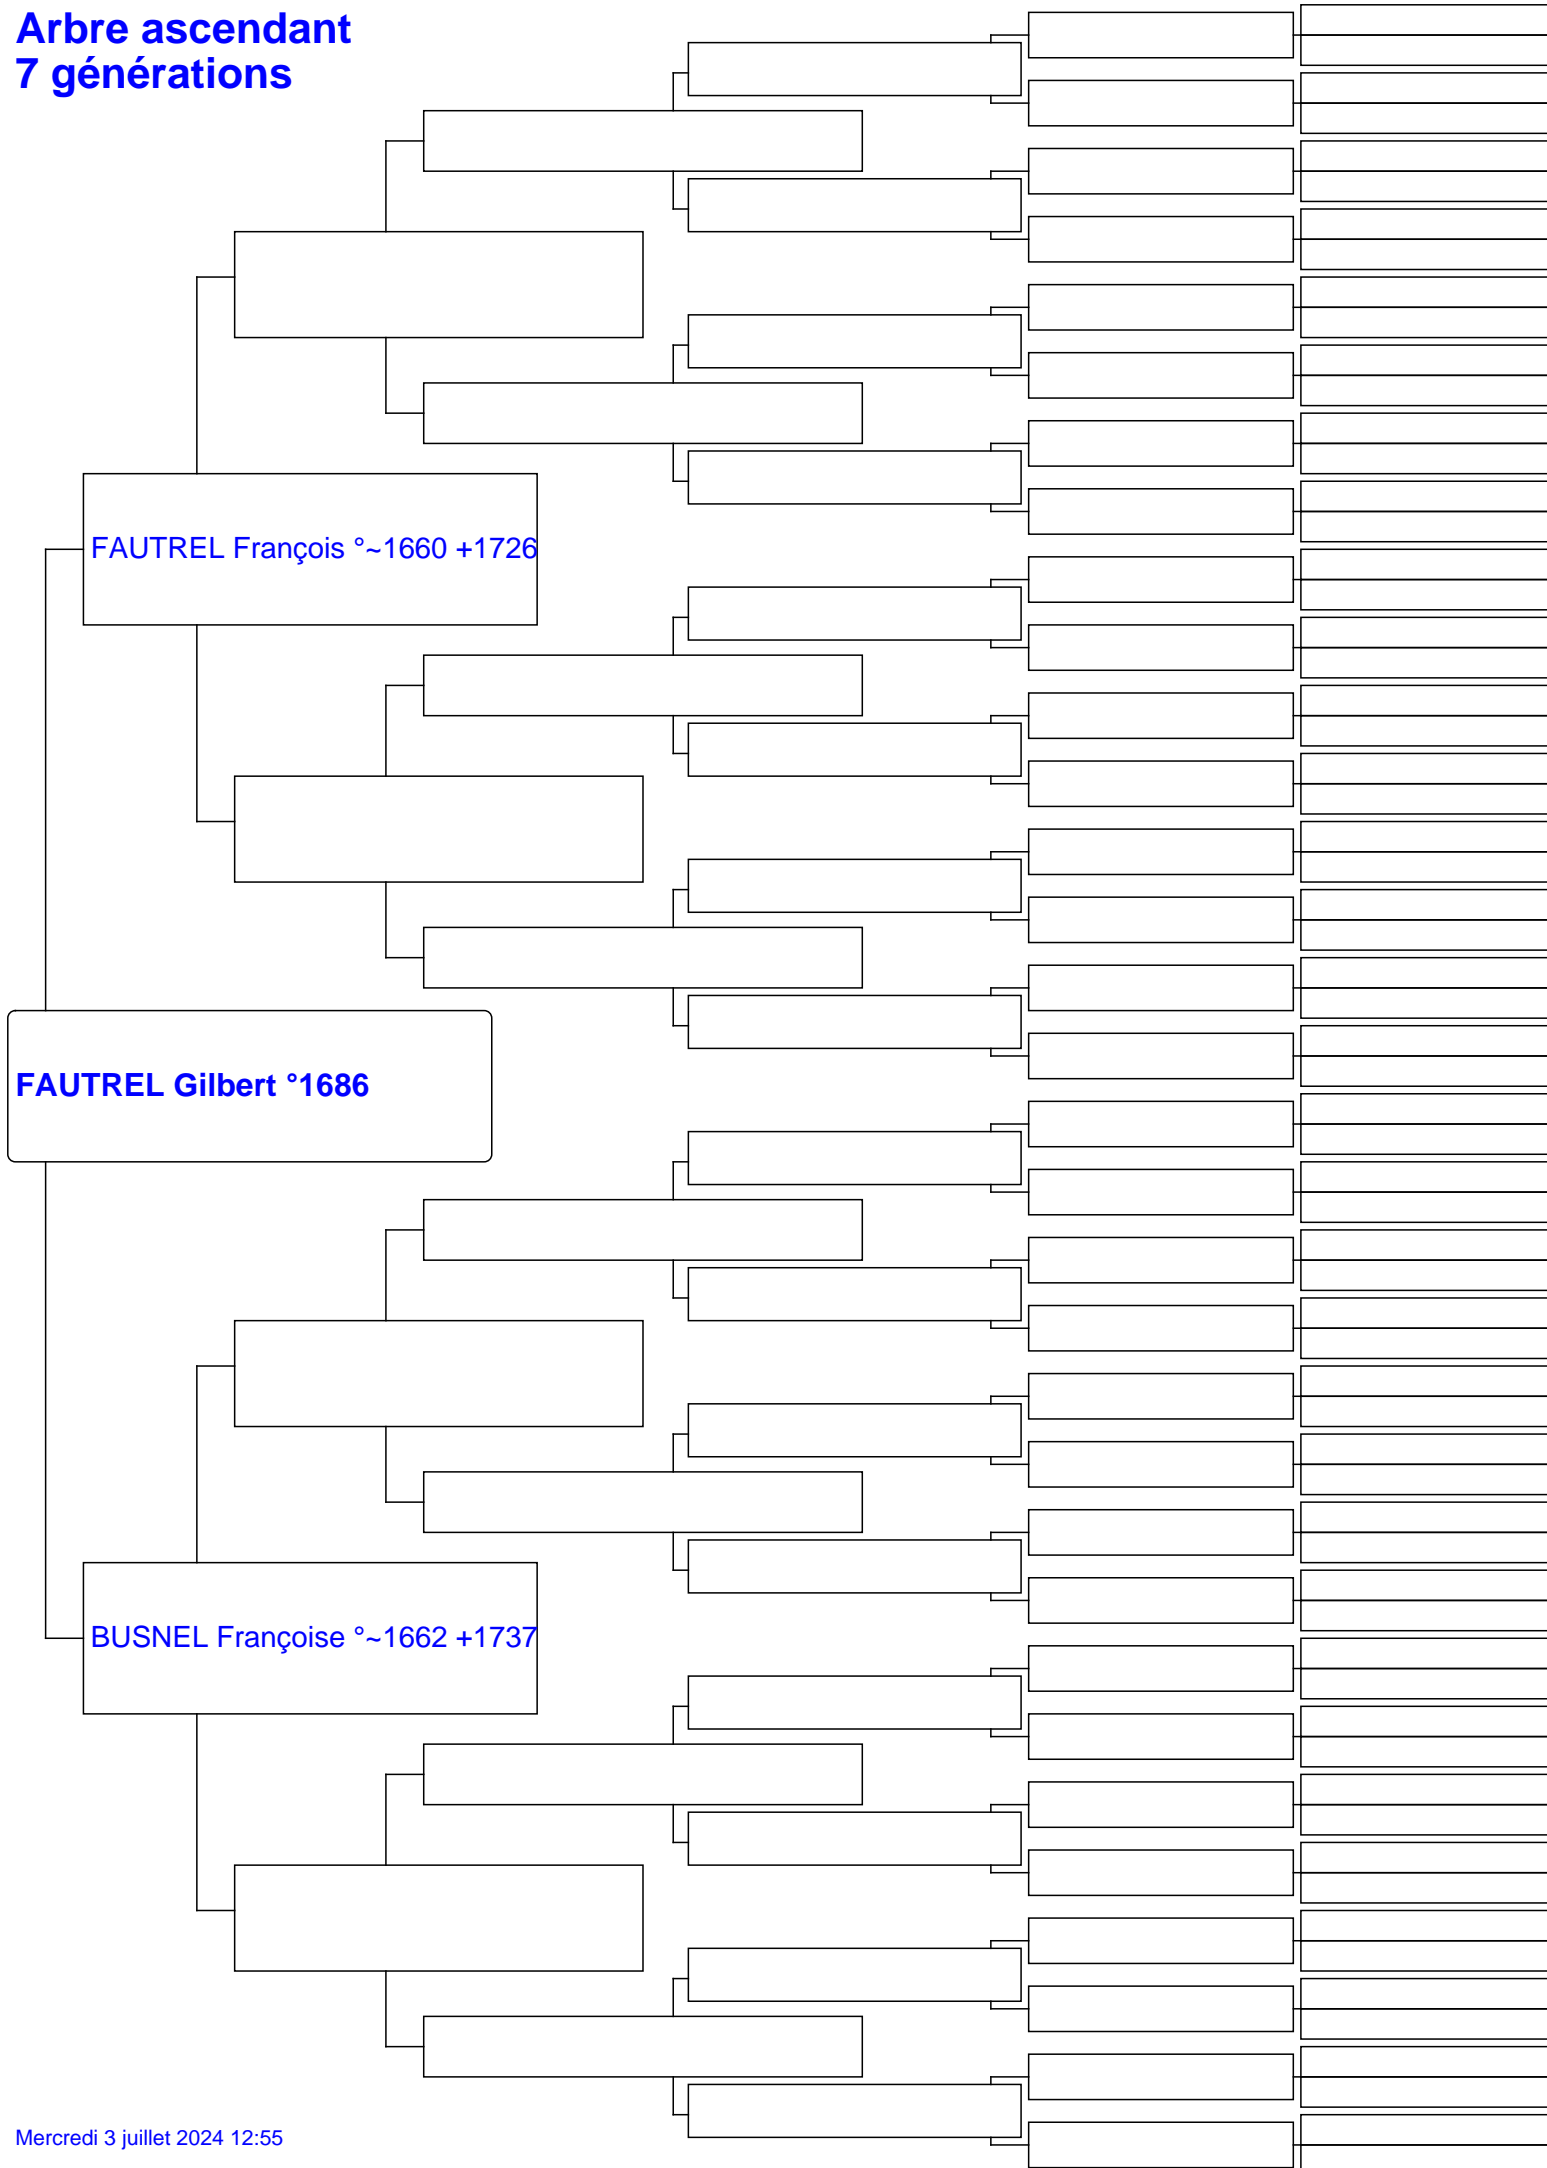 Arbre ascendant
7 générations
FAUTREL François °~1660 +1726
FAUTREL Gilbert °1686
BUSNEL Françoise °~1662 +1737
Mercredi 3 juillet 2024 12:55